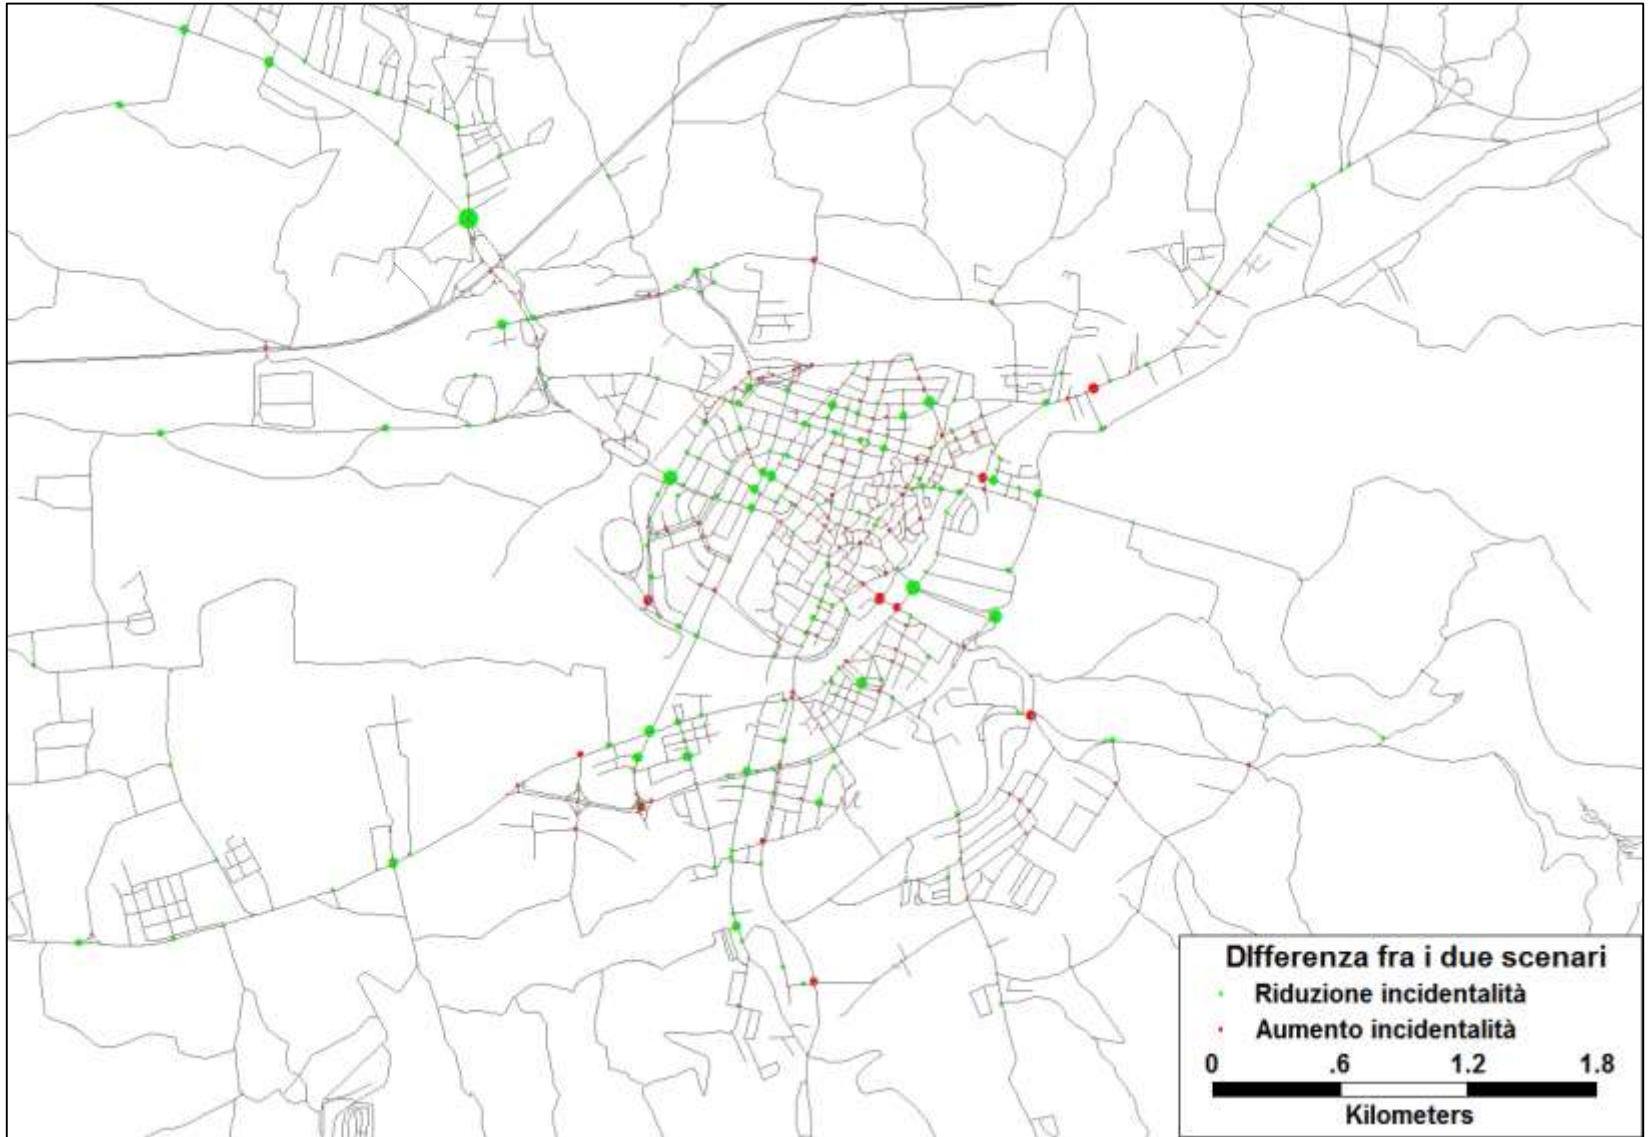 DIfferenza fra i due scenari
Riduzione incidentalità
Aumento incidentalità
0 .6 1.2 1.8
Kilometers